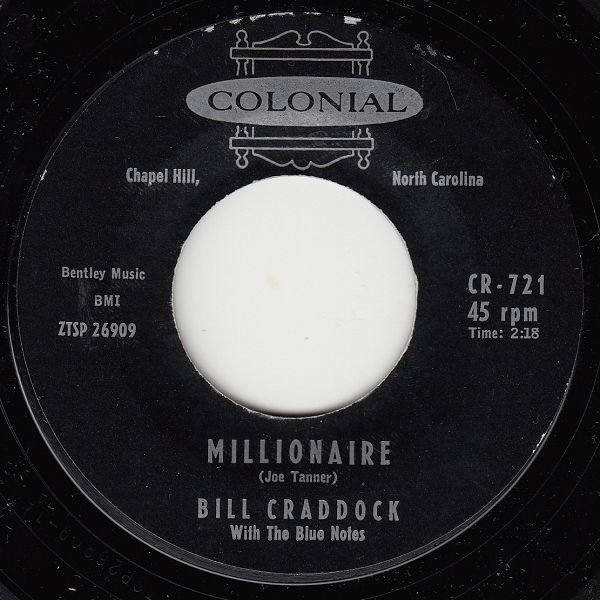 COLONIAL
Chapel Hill, North Carolina
Bentley Music
BMI
ZTSP 26909
CR-721
45 rpm
Time: 2:18
MILLIONAIRE
(Joe Tanner)
BILL CRADDOCK
With The Blue Notes